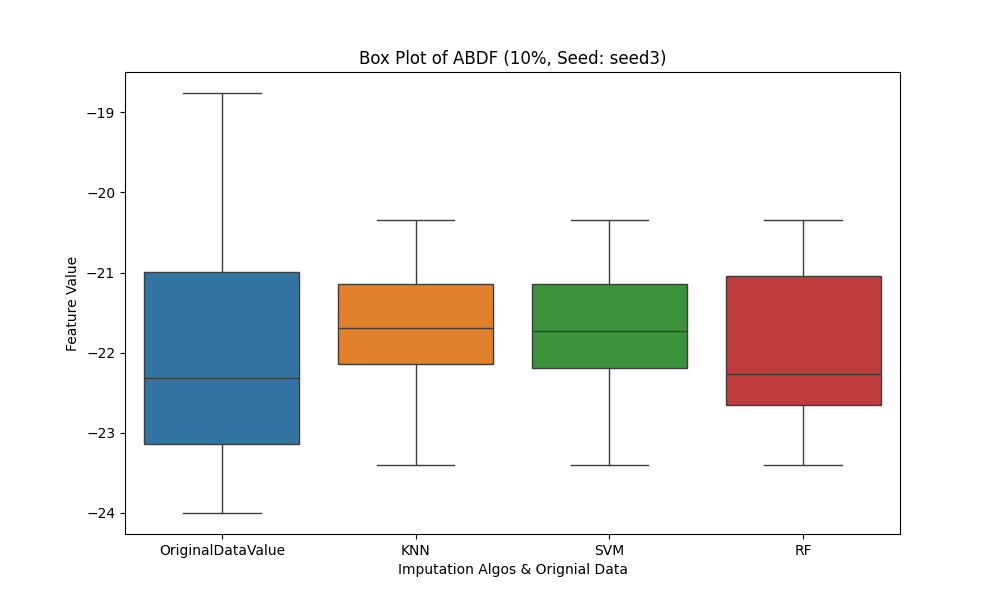 Box Plot of ABDF (10%, Seed: seed3)
Feature Value
−19
−20
−21
−22
−23
−24
OriginalDataValue
KNN
SVM
RF
Imputation Algos & Orignial Data